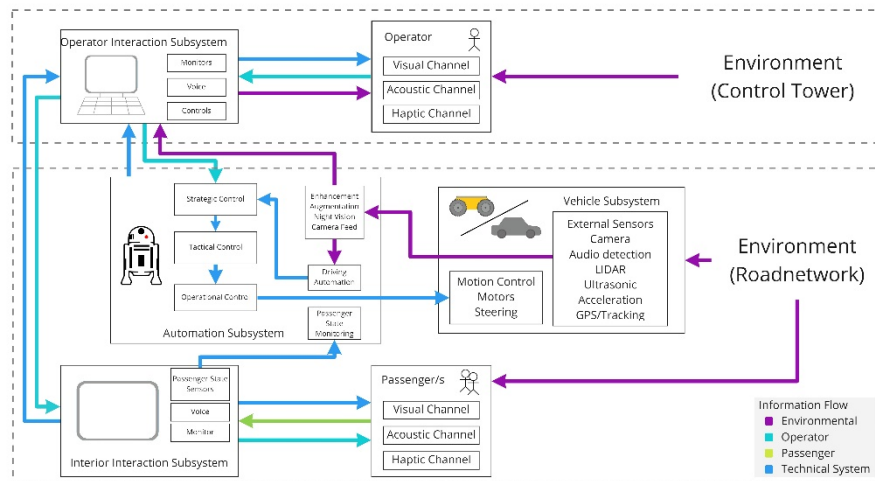 Operator Interaction Subsystem
Monitors
Voice
Controls
Operator
Visual Channel
Acoustic Channel
Haptic Channel
Environment
(Control Tower)
Strategic Control
Tactical Control
Operational Control
Automation Subsystem
Enhancement
Augmentation
Night Vision
Camera Feed
Driving
Automation
Passenger
State
Monitoring
Vehicle Subsystem
External Sensors
Camera
Audio detection
LIDAR
Ultrasonic
Acceleration
GPS/Tracking
Motion Control
Motors
Steering
Environment
(Roadnetwork)
Passenger State
Sensors
Voice
Monitor
Interior Interaction Subsystem
Passenger/s
Visual Channel
Acoustic Channel
Haptic Channel
Information Flow
Environmental
Operator
Passenger
Technical System